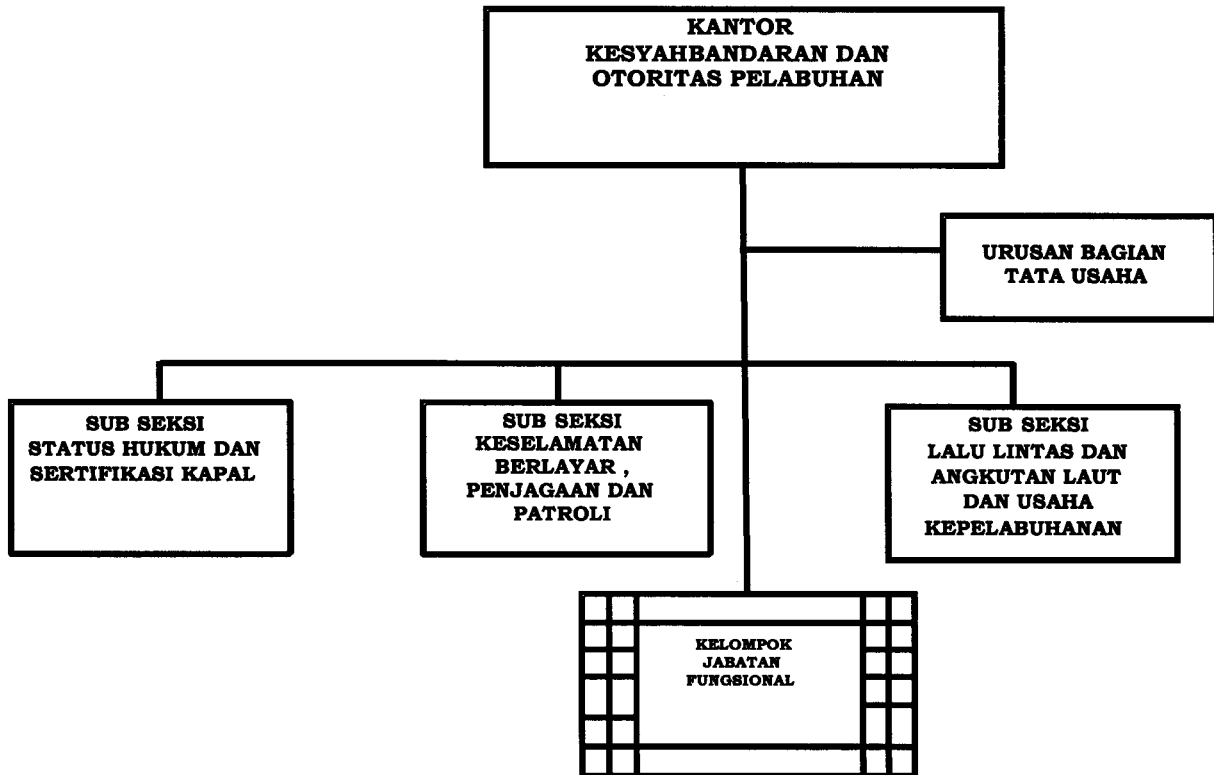 KANTOR
KESYAHBANDARAN DAN
OTORITAS PELABUHAN
URUSAN BAGIAN
TATA USAHA
SUB SEKSI
STATUS HUKUM DAN
SERTIFIKASI KAPAL
SUB SEKSI
KESELAMATAN
BERLAYAR ,
PENJAGAAN DAN
PATROLI
SUB SEKSI
LALU LINTAS DAN
ANGKUTAN LAUT
DAN USAHA
KEPELABUHANAN
KELOMPOK
JABATAN
FUNGSIONAL